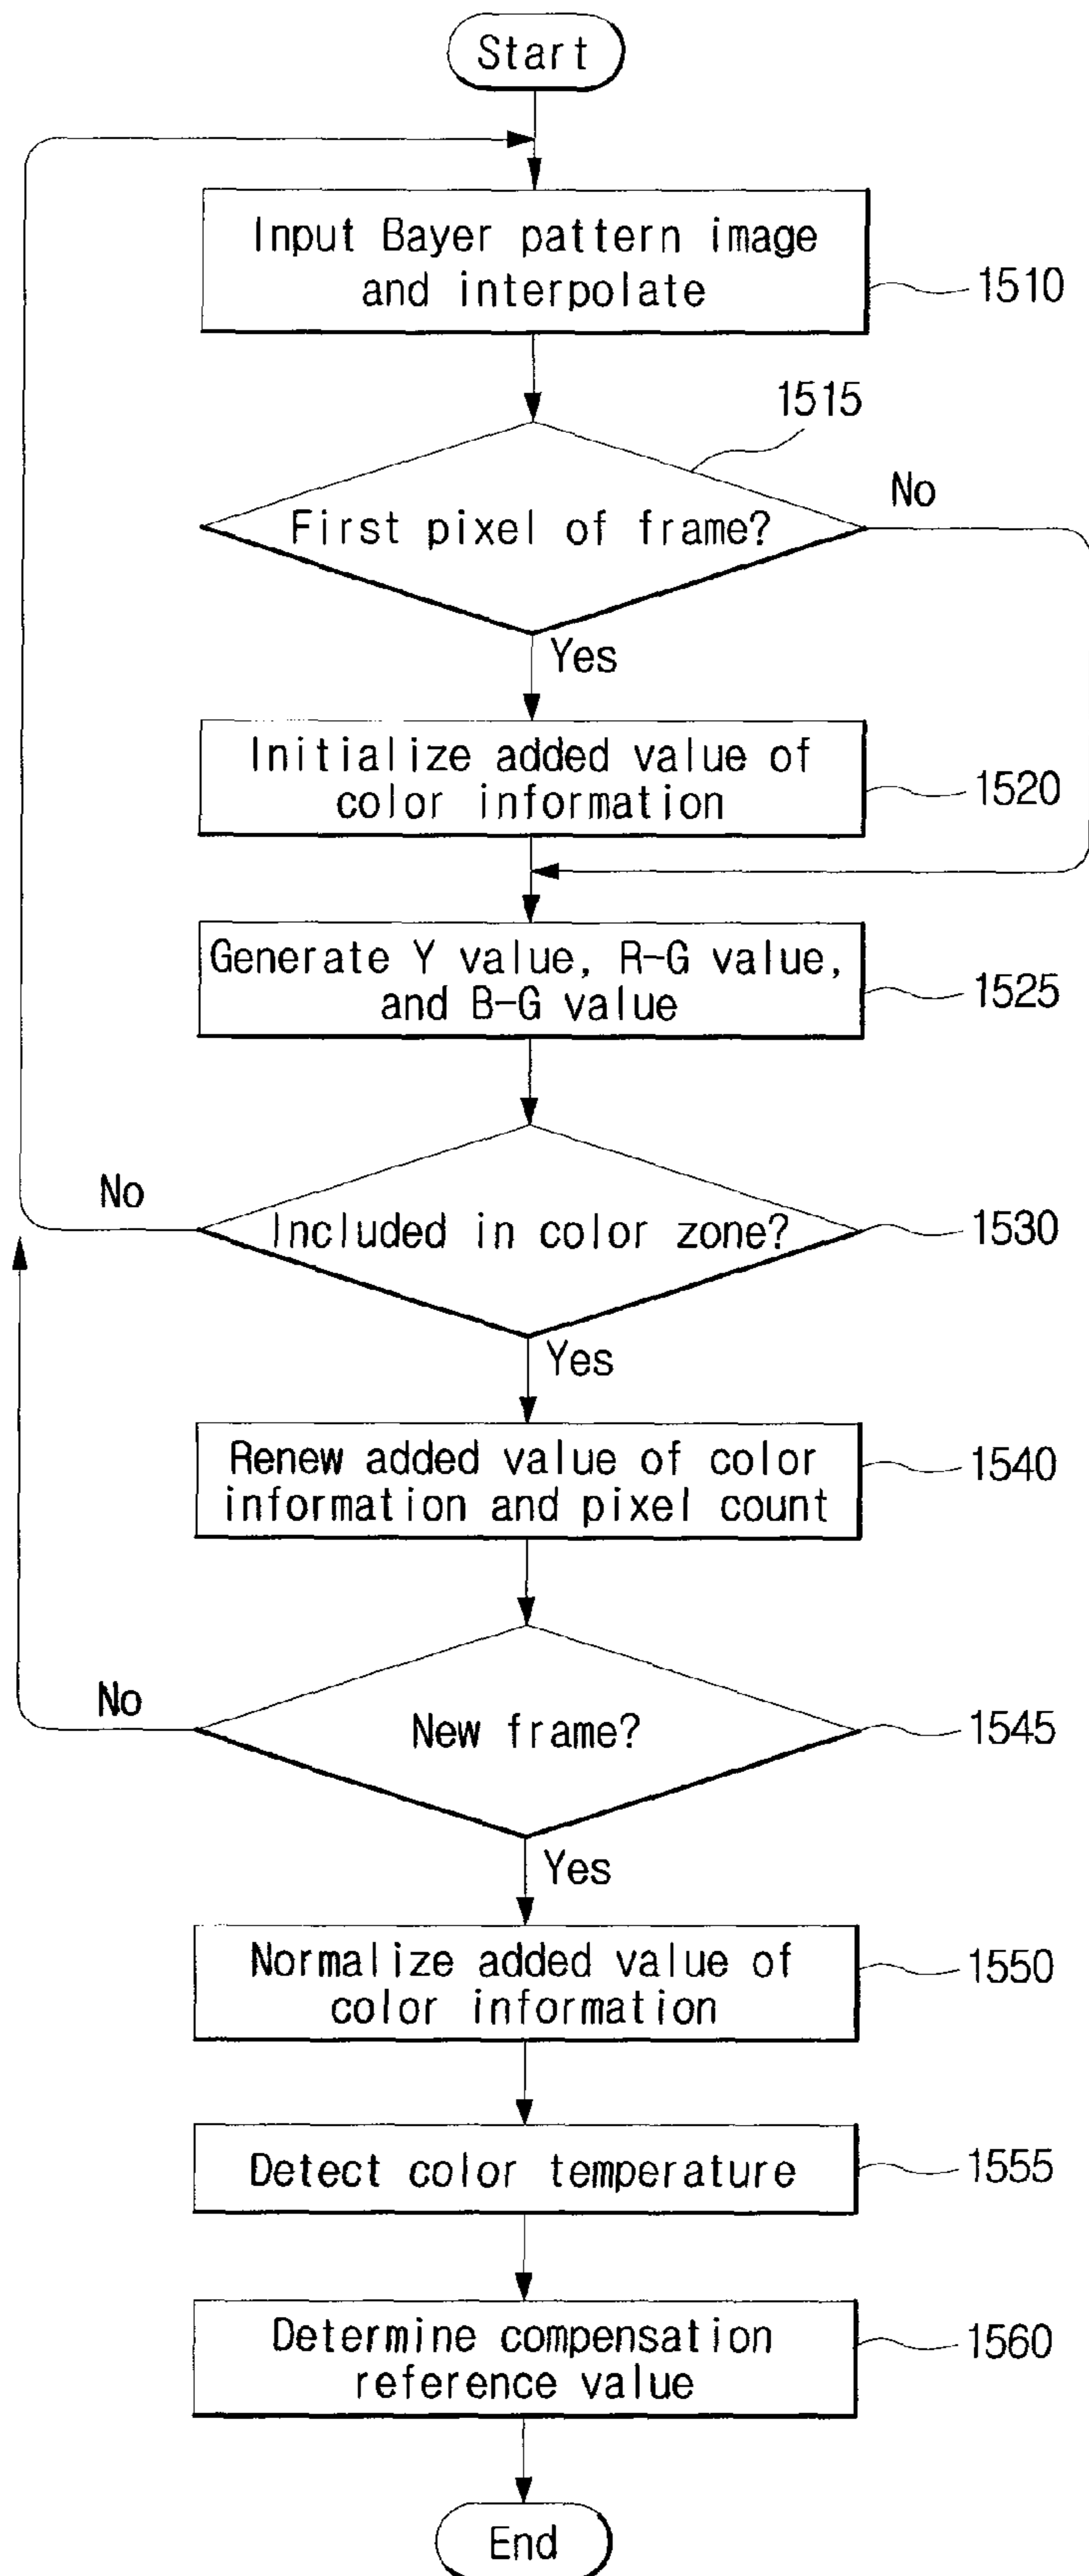 Start
Input Bayer pattern image
and interpolate
1510
1515
First pixel of frame?
No
Yes
Initialize added value of
color information
1520
Generate Y value, R-G value,
and B-G value
1525
No
Included in color zone?
1530
Yes
Renew added value of color
information and pixel count
1540
No
New frame?
1545
Yes
Normalize added value of
color information
1550
Detect color temperature
1555
Determine compensation
reference value
1560
End